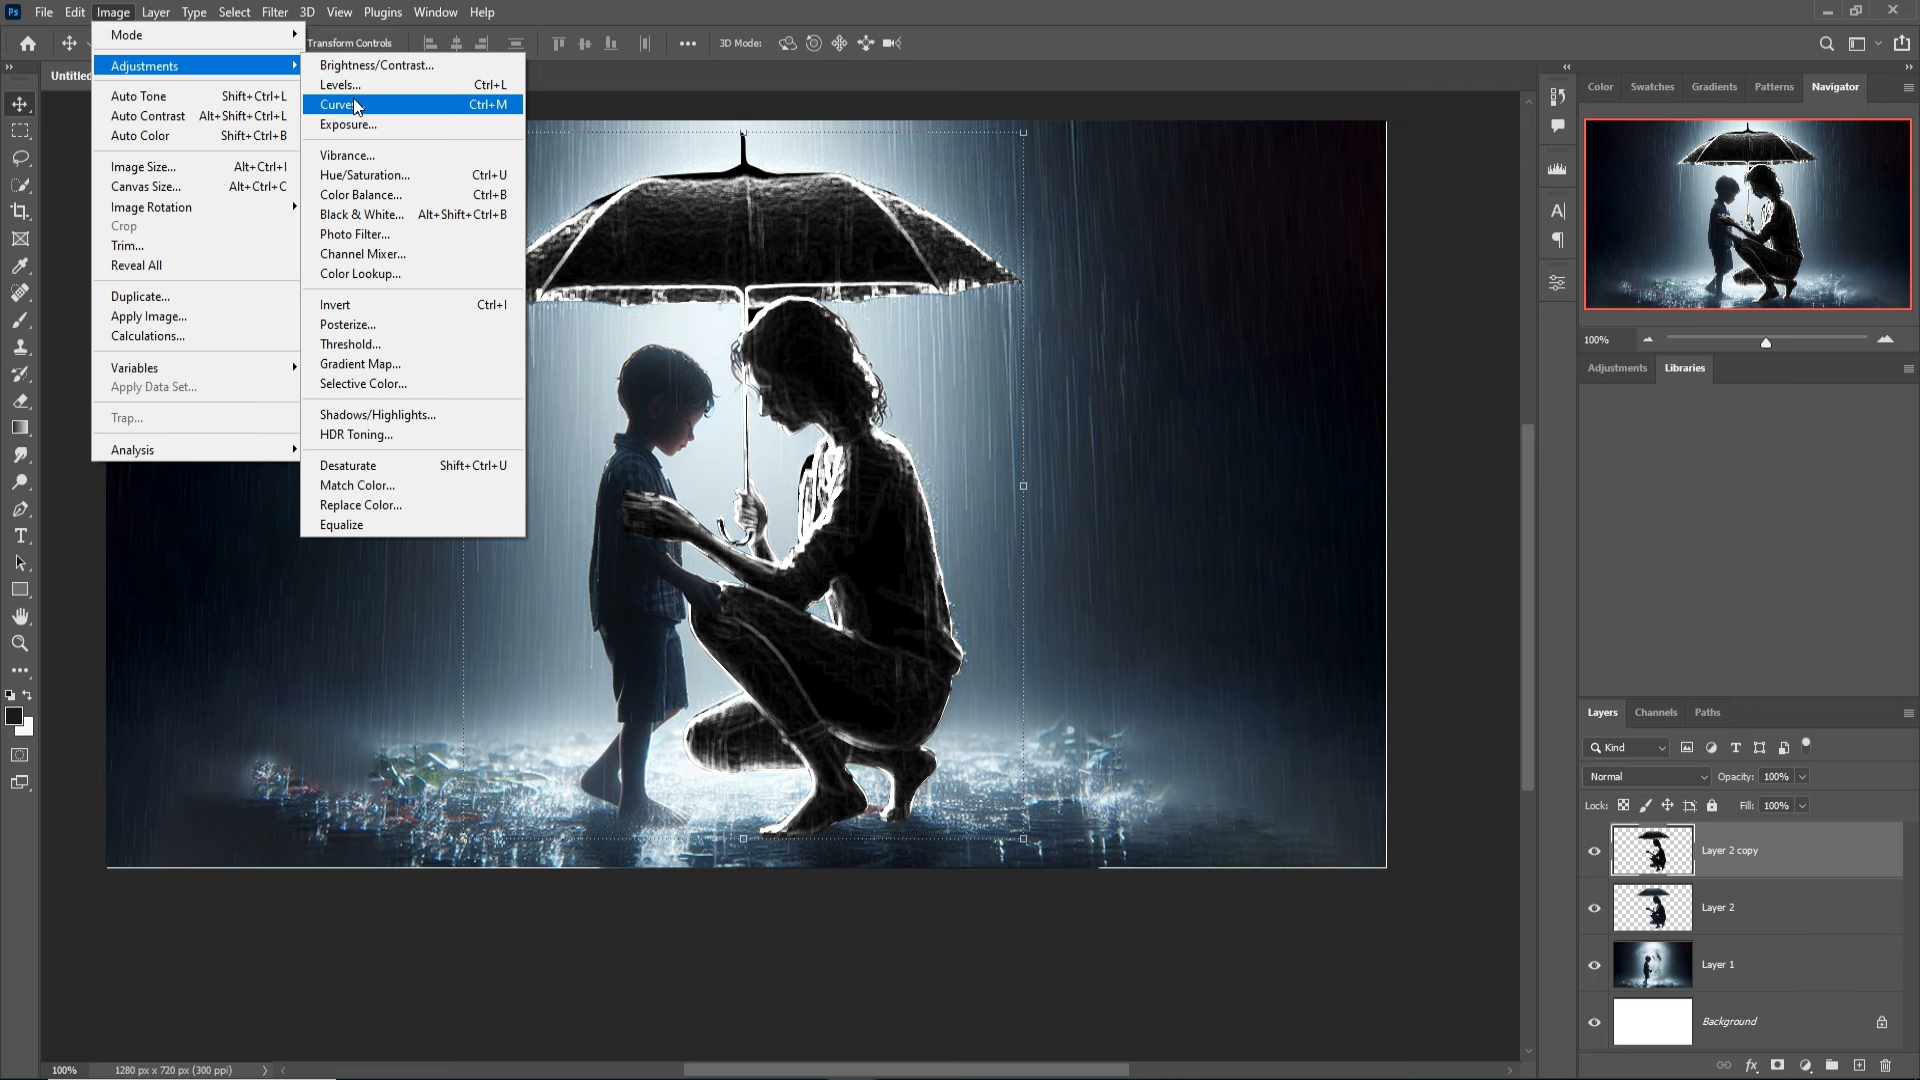 Ps File Edit Image Layer Type Select Filter 3D View Plugins Window Help
Transform Controls 3D Mode:
Untitled
Mode
Adjustments
Auto Tone Shift+Ctrl+L
Auto Contrast Alt+Shift+Ctrl+L
Auto Color Shift+Ctrl+B
Image Size... Alt+Ctrl+I
Canvas Size... Alt+Ctrl+C
Image Rotation
Crop
Trim...
Reveal All
Duplicate...
Apply Image...
Calculations...
Variables
Apply Data Set...
Trap...
Analysis
Brightness/Contrast...
Levels... Ctrl+L
Curve Ctrl+M
Exposure...
Vibrance...
Hue/Saturation... Ctrl+U
Color Balance... Ctrl+B
Black & White... Alt+Shift+Ctrl+B
Photo Filter...
Channel Mixer...
Color Lookup...
Invert Ctrl+I
Posterize...
Threshold...
Gradient Map...
Selective Color...
Shadows/Highlights...
HDR Toning...
Desaturate Shift+Ctrl+U
Match Color...
Replace Color...
Equalize
Color Swatches Gradients Patterns Navigator
100%
Adjustments Libraries
Layers Channels Paths
Kind
Normal Opacity: 100%
Lock: Fill: 100%
Layer 2 copy
Layer 2
Layer 1
Background
100% 1280 px x 720 px (300 ppi)